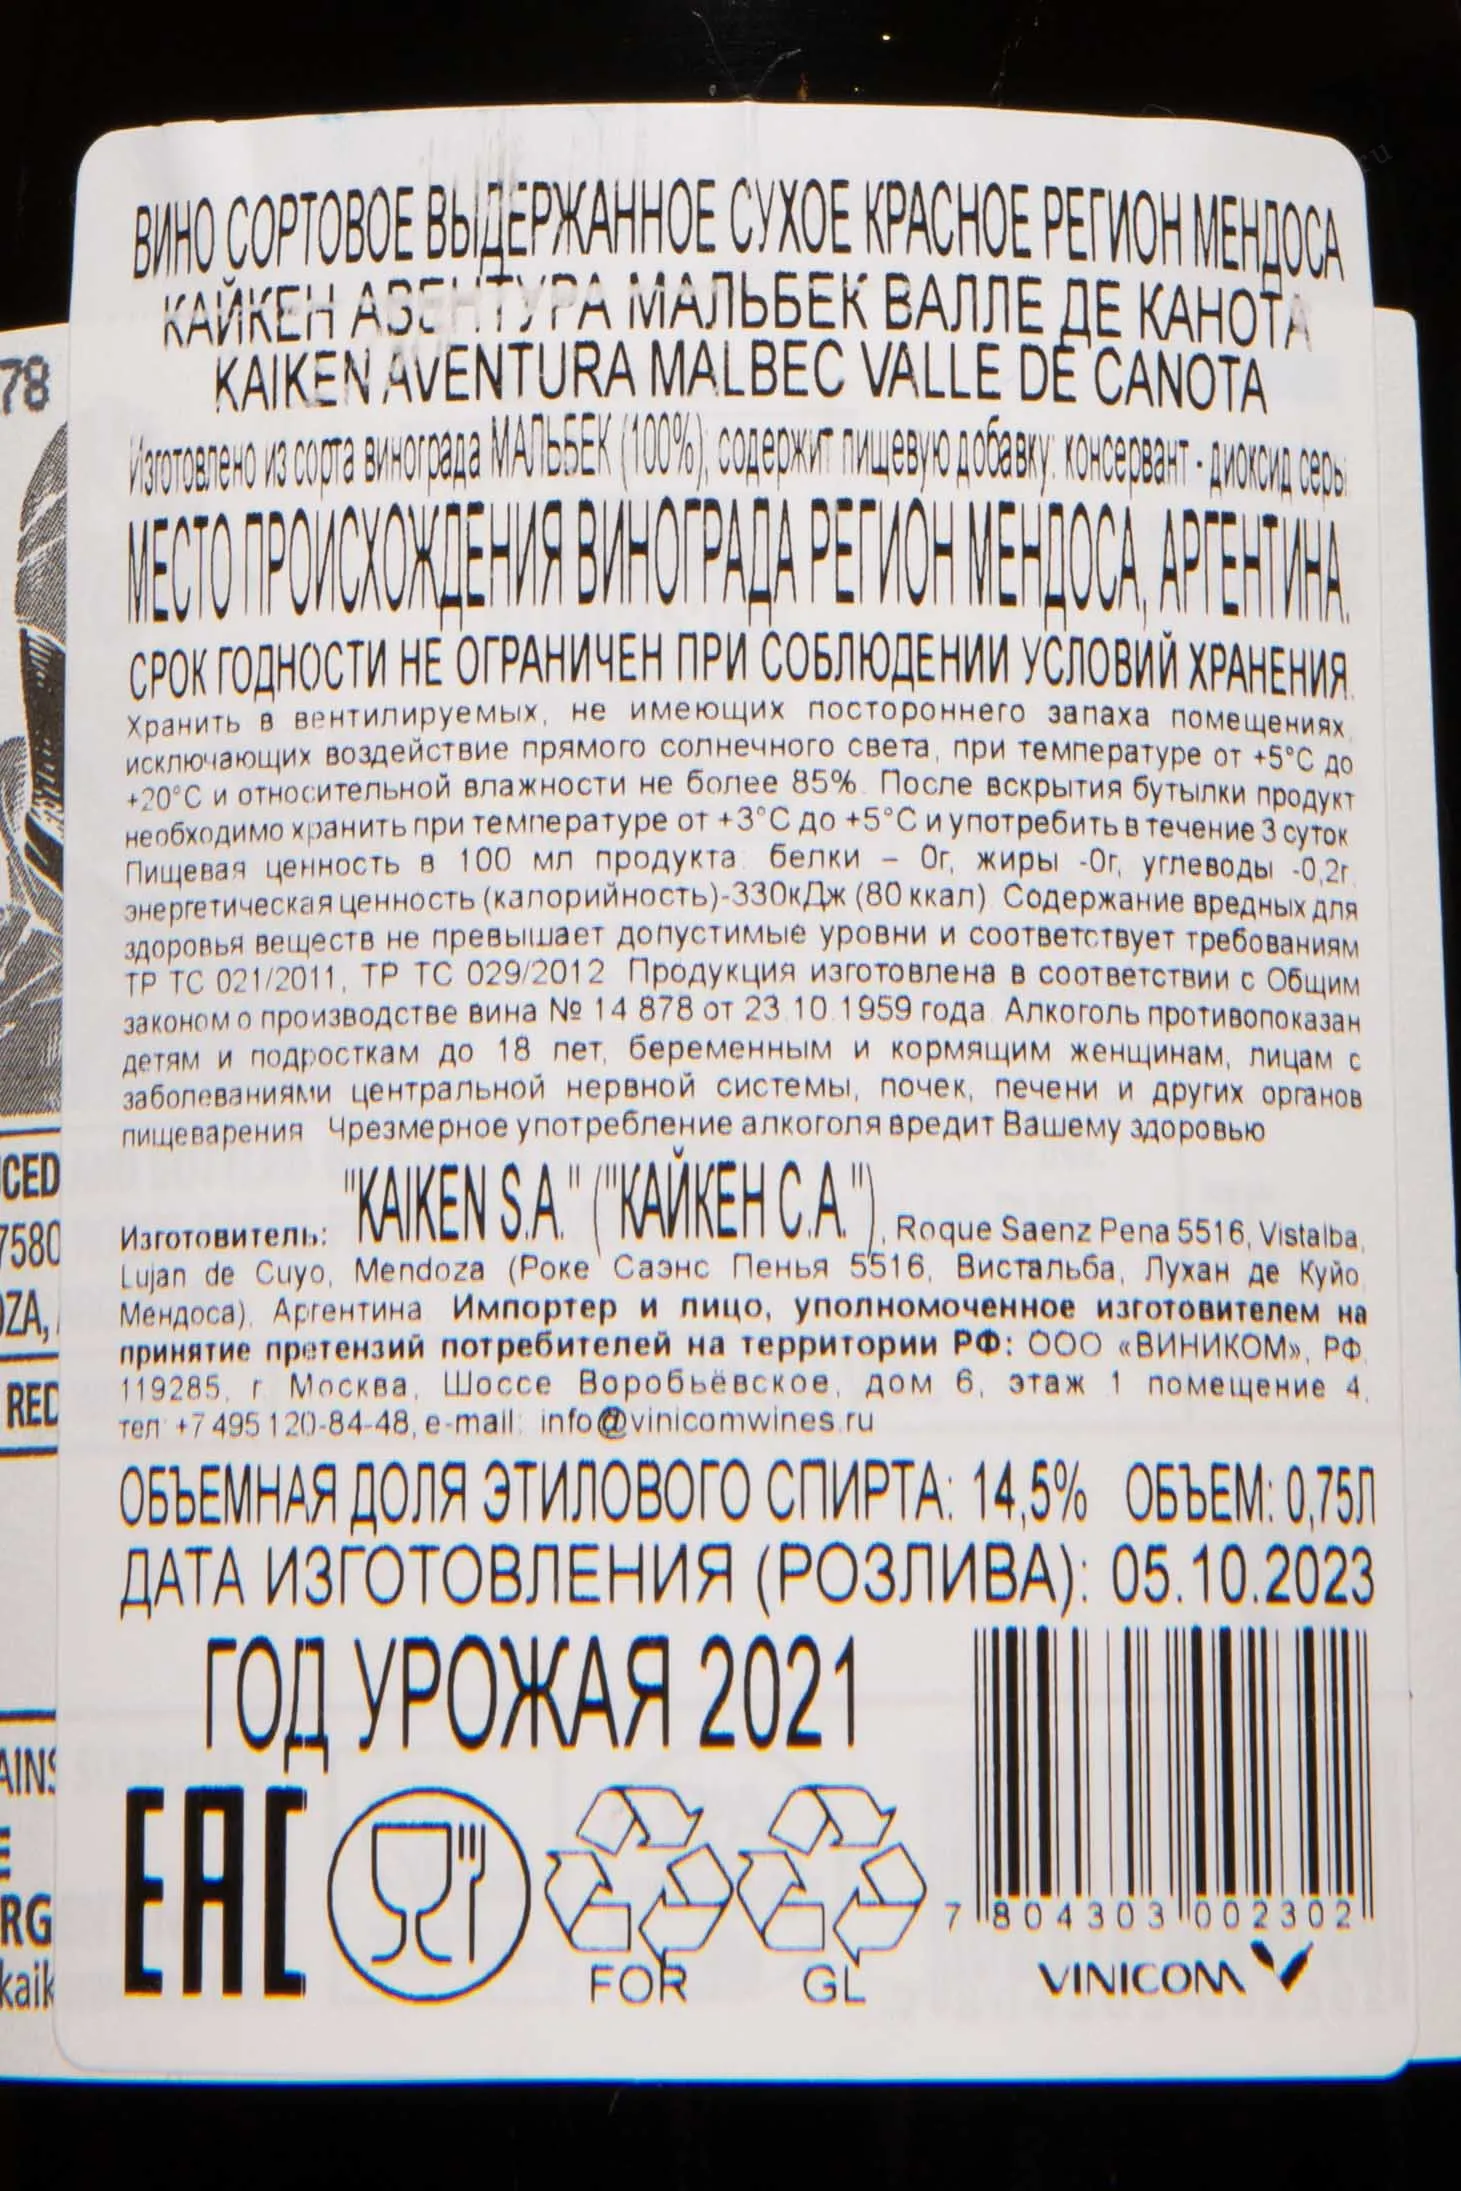 ВИНО СОРТОВОЕ ВЫДЕРЖАННОЕ СУХОЕ КРАСНОЕ РЕГИОН МЕНДОСА
КАЙКЕН АВЕНТУРА МАЛЬБЕК ВАЛЛЕ ДЕ КАНОТА
KAIKEN AVENTURA MALBEC VALLE DE CANOTA
Изготовлено из сорта винограда МАЛЬБЕК (100%), содержит пищевую добавку: консервант - диоксид серы
МЕСТО ПРОИСХОЖДЕНИЯ ВИНОГРАДА РЕГИОН МЕНДОСА, АРГЕНТИНА.
СРОК ГОДНОСТИ НЕ ОГРАНИЧЕН ПРИ СОБЛЮДЕНИИ УСЛОВИЙ ХРАНЕНИЯ.
Хранить в вентилируемых, не имеющих постороннего запаха помещениях,
исключающих воздействие прямого солнечного света, при температуре от +5°C до
+20°C и относительной влажности не более 85%. После вскрытия бутылки продукт
необходимо хранить при температуре от +3°C до +5°C и употребить в течение 3 суток
Пищевая ценность в 100 мл продукта: белки – 0г, жиры -0г, углеводы -0,2г,
энергетическая ценность (калорийность)-330кДж (80 ккал). Содержание вредных для
здоровья веществ не превышает допустимые уровни и соответствует требованиям
ТР ТС 021/2011, ТР ТС 029/2012. Продукция изготовлена в соответствии с Общим
законом о производстве вина № 14 878 от 23.10.1959 года. Алкоголь противопоказан
детям и подросткам до 18 лет, беременным и кормящим женщинам, лицам с
заболеваниями центральной нервной системы, почек, печени и других органов
пищеварения. Чрезмерное употребление алкоголя вредит Вашему здоровью
Изготовитель: "KAIKEN S.A." ("КАЙКЕН С.А."), Roque Saenz Pena 5516, Vistalba,
Lujan de Cuyo, Mendoza (Роке Саэнс Пенья 5516, Висталba, Лухан де Куйо,
Мендоса), Аргентина. Импортер и лицо, уполномоченное изготовителем на
принятие претензий потребителей на территории РФ: ООО «ВИНИКОМ», РФ,
119285, г. Москва, Шоссе Воробьёвское, дом 6, этаж 1 помещение 4,
тел. +7 495 120-84-48, e-mail: info@vinicomwines.ru
ОБЪЕМНАЯ ДОЛЯ ЭТИЛОВОГО СПИРТА: 14,5% ОБЪЕМ: 0,75Л
ДАТА ИЗГОТОВЛЕНИЯ (РОЗЛИВА): 05.10.2023
ГОД УРОЖАЯ 2021
EAC
FOR
GL
7 804303 002302
VINICOM
78
CED
7580
OZA,
RED
AINS
E
RG
kaik